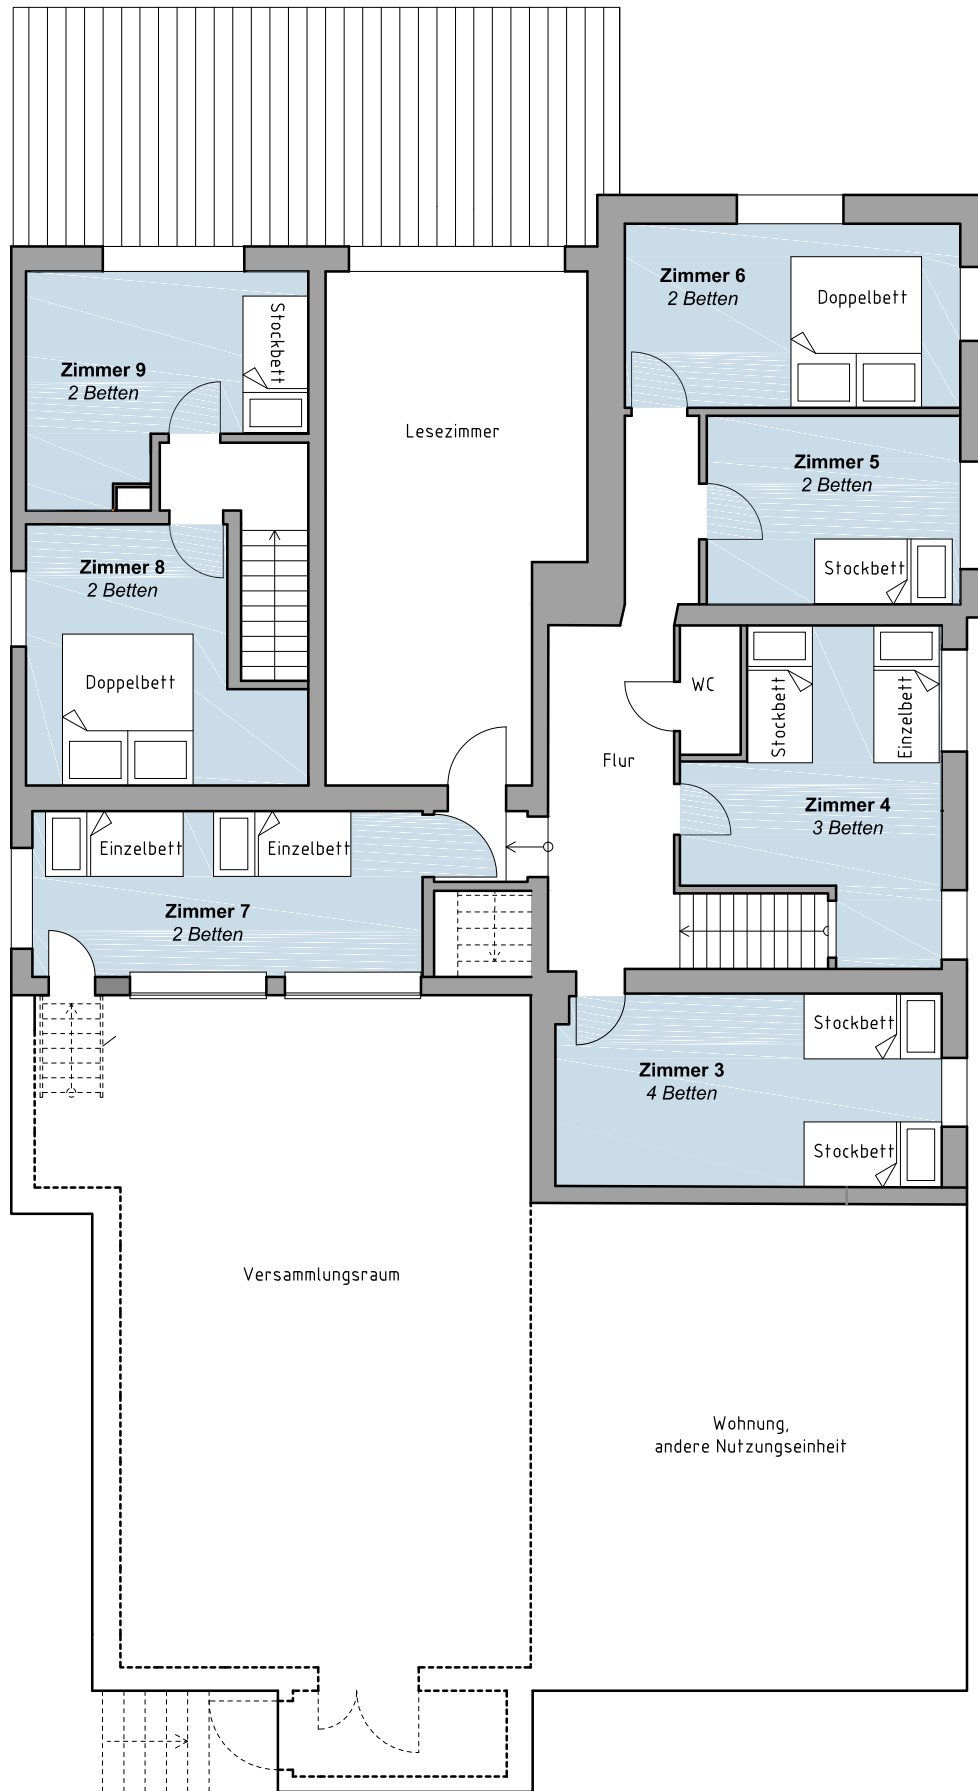 Zimmer 6
2 Betten
Doppelbett
Stockbett
Zimmer 9
2 Betten
Lesezimmer
Zimmer 5
2 Betten
Stockbett
Zimmer 8
2 Betten
Doppelbett
WC
Stockbett
Einzelbett
Flur
Zimmer 4
3 Betten
Einzelbett
Einzelbett
Zimmer 7
2 Betten
Stockbett
Zimmer 3
4 Betten
Stockbett
Versammlungsraum
Wohnung,
andere Nutzungseinheit